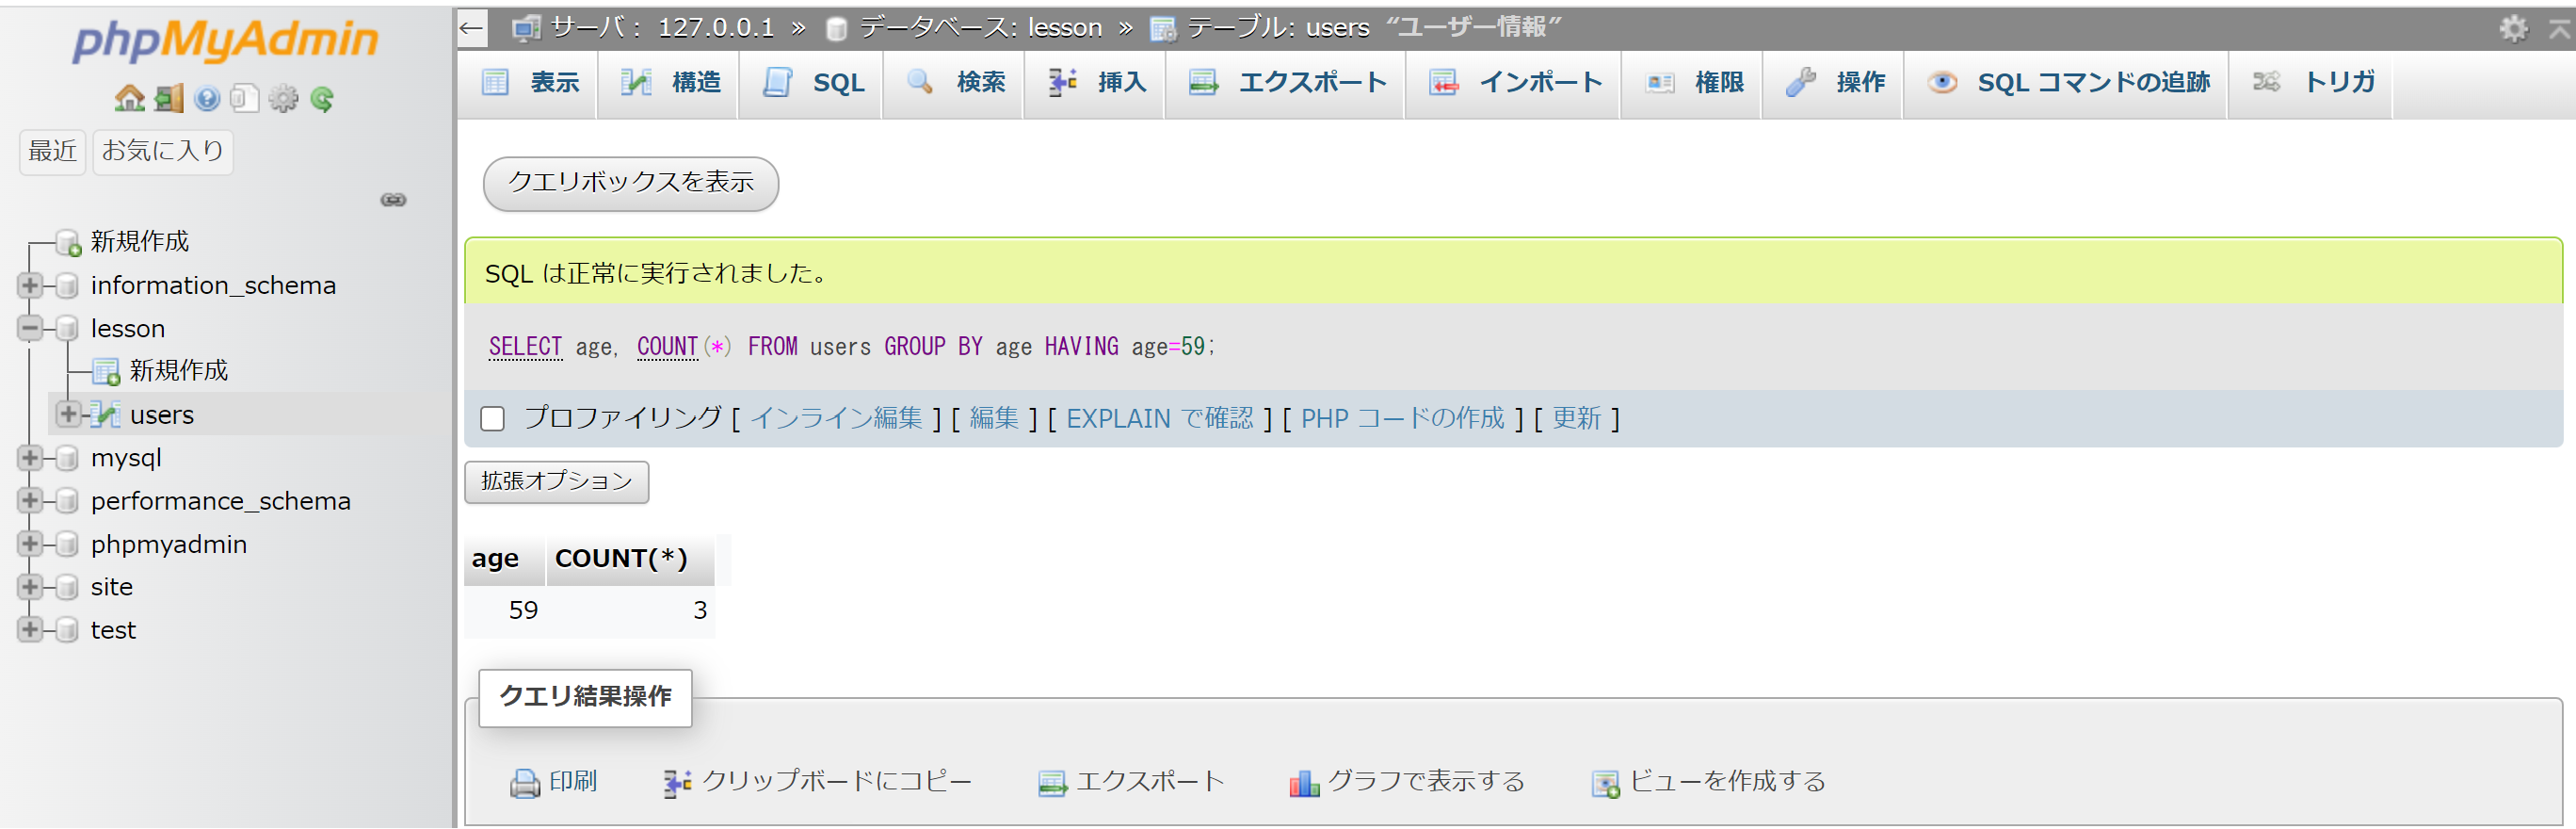 phpMyAdmin
最近 お気に入り
新規作成
information_schema
lesson
新規作成
users
mysql
performance_schema
phpmyadmin
site
test
← サーバ: 127.0.0.1 » データベース: lesson » テーブル: users “ユーザー情報”
表示 構造 SQL 検索 挿入 エクスポート インポート 権限 操作 SQL コマンドの追跡 トリガ
クエリボックスを表示
SQL は正常に実行されました。
SELECT age, COUNT(*) FROM users GROUP BY age HAVING age=59;
プロファイリング [ インライン編集 ] [ 編集 ] [ EXPLAIN で確認 ] [ PHP コードの作成 ] [ 更新 ]
拡張オプション
age COUNT(*)
59 3
クエリ結果操作
印刷 クリップボードにコピー エクスポート グラフで表示する ビューを作成する